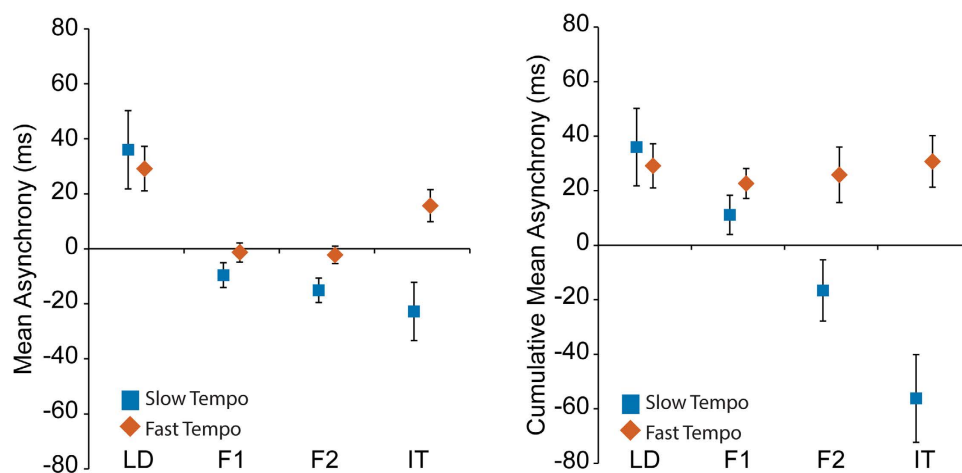 Mean Asynchrony (ms)
80
60
40
20
0
-20
-40
-60
-80
Slow Tempo
Fast Tempo
LD F1 F2 IT
Cumulative Mean Asynchrony (ms)
80
60
40
20
0
-20
-40
-60
-80
Slow Tempo
Fast Tempo
LD F1 F2 IT